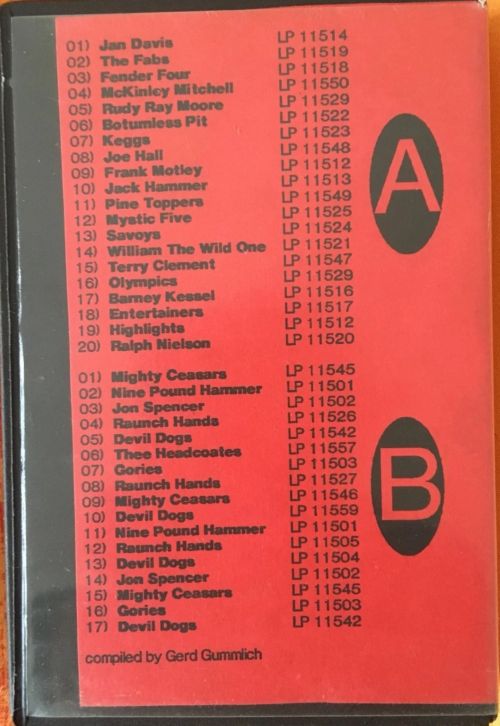 01) Jan Davis LP 11514
02) The Fabs LP 11519
03) Fender Four LP 11518
04) McKinley Mitchell LP 11550
05) Rudy Ray Moore LP 11529
06) Botumless Pit LP 11522
07) Keggs LP 11523
08) Joe Hall LP 11548
09) Frank Motley LP 11512
10) Jack Hammer LP 11513
11) Pine Toppers LP 11549
12) Mystic Five LP 11525
13) Savoys LP 11524
14) William The Wild One LP 11521
15) Terry Clement LP 11547
16) Olympics LP 11529
17) Barney Kessel LP 11516
18) Entertainers LP 11517
19) Highlights LP 11512
20) Ralph Nielson LP 11520
A
01) Mighty Ceasars LP 11545
02) Nine Pound Hammer LP 11501
03) Jon Spencer LP 11502
04) Raunch Hands LP 11526
05) Devil Dogs LP 11542
06) Thee Headcoates LP 11557
07) Gories LP 11503
08) Raunch Hands LP 11527
09) Mighty Ceasars LP 11546
10) Devil Dogs LP 11559
11) Nine Pound Hammer LP 11501
12) Raunch Hands LP 11505
13) Devil Dogs LP 11504
14) Jon Spencer LP 11502
15) Mighty Ceasars LP 11545
16) Gories LP 11503
17) Devil Dogs LP 11542
B
compiled by Gerd Gummlich